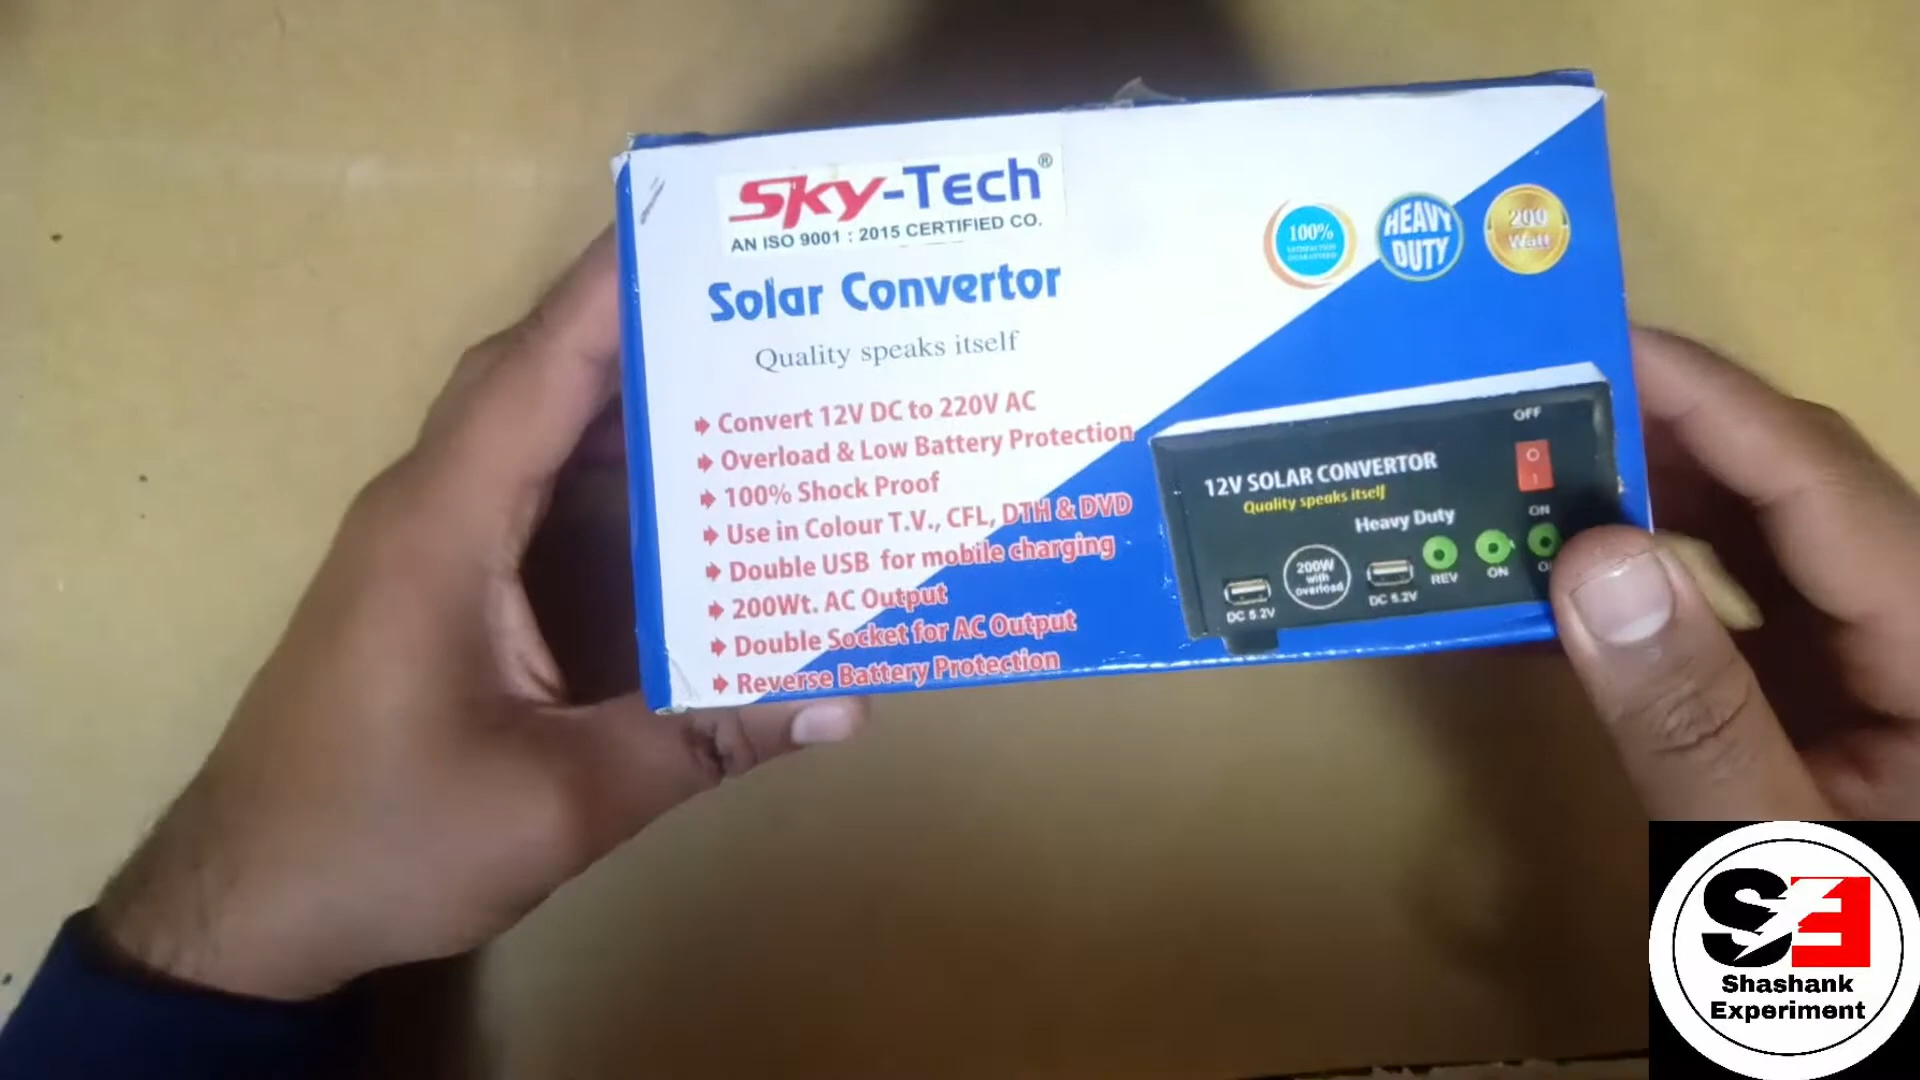 Sky-Tech®
AN ISO 9001 : 2015 CERTIFIED CO.
Solar Convertor
Quality speaks itself
Convert 12V DC to 220V AC
Overload & Low Battery Protection
100% Shock Proof
Use in Colour T.V., CFL, DTH & DVD
Double USB for mobile charging
200Wt. AC Output
Double Socket for AC Output
Reverse Battery Protection
100%
SATISFACTION
GUARANTEED
HEAVY
DUTY
200
Watt
OFF
12V SOLAR CONVERTOR
Quality speaks itself
Heavy Duty
ON
200W
with
overload
DC 5.2V
DC 5.2V
REV
ON
SE
Shashank
Experiment